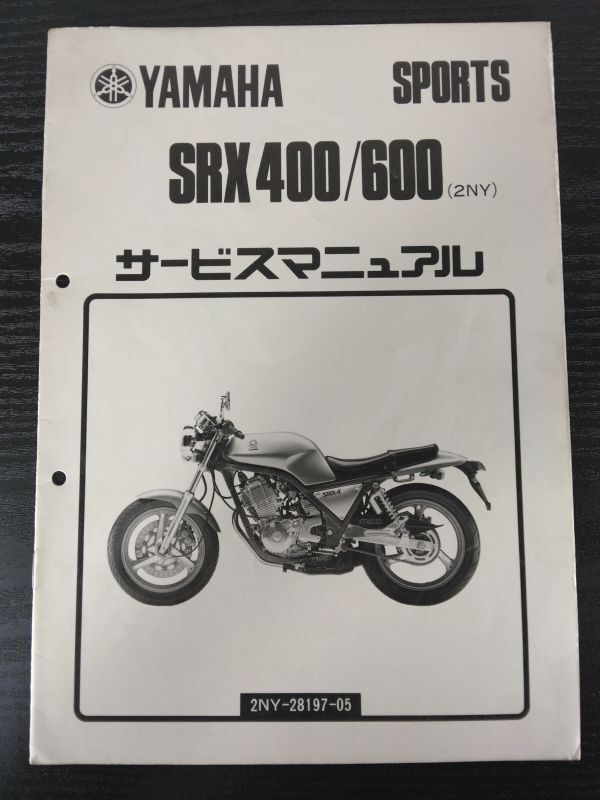 YAMAHA SPORTS
SRX400/600 (2NY)
サービスマニュアル
SRX-4
2NY-28197-05